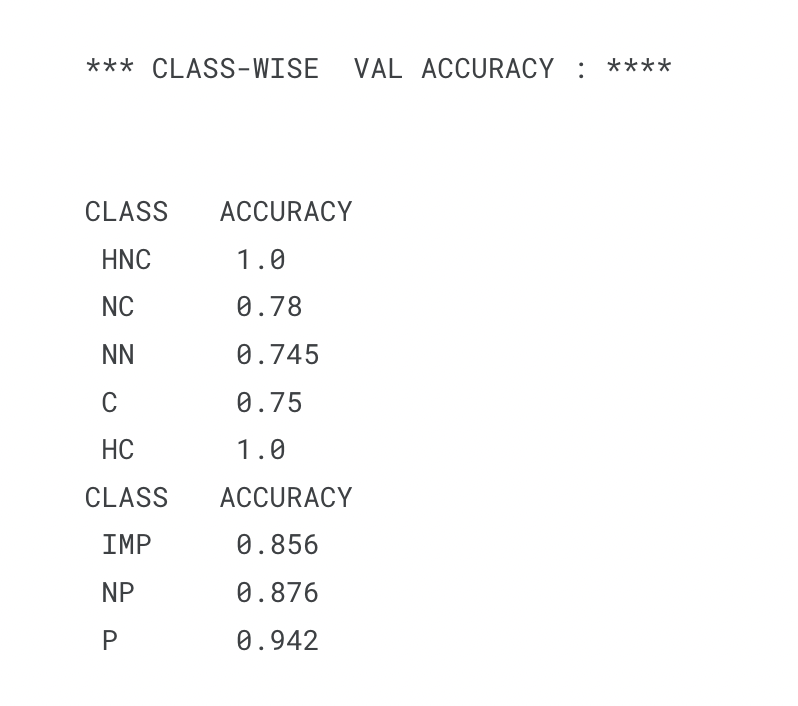 *** CLASS-WISE  VAL ACCURACY : ****
CLASS   ACCURACY
 HNC     1.0
 NC      0.78
 NN      0.745
 C       0.75
 HC      1.0
CLASS   ACCURACY
 IMP     0.856
 NP      0.876
 P       0.942